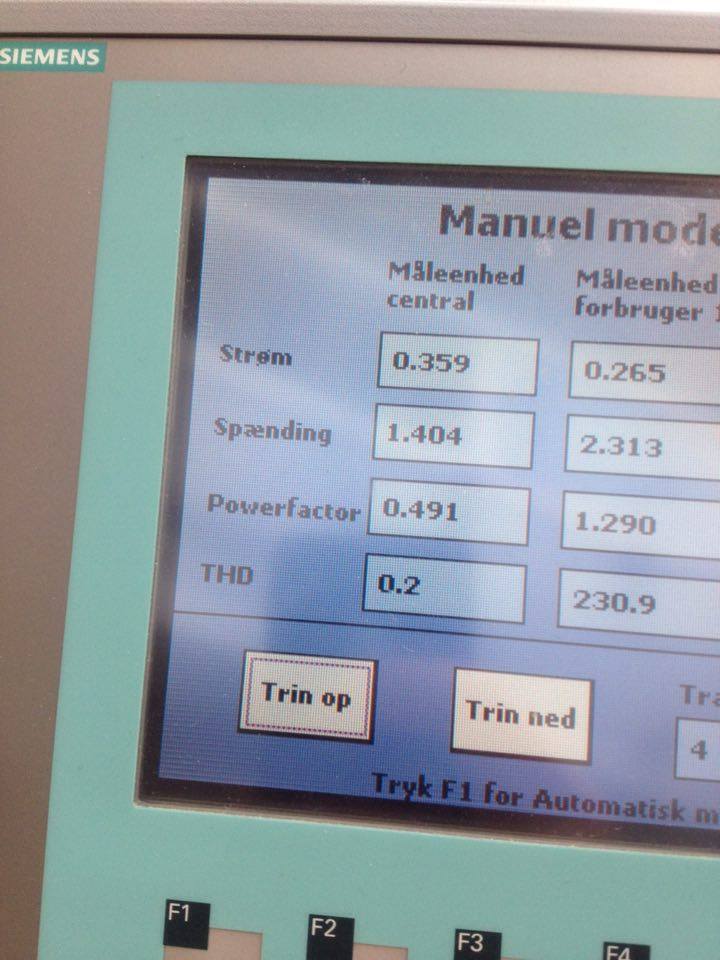 SIEMENS
Manuel mode
Måleenhed central
Måleenhed forbruger 1
Strøm 0.359 0.265
Spænding 1.404 2.313
Powerfactor 0.491 1.290
THD 0.2 230.9
Trin op
Trin ned
4
Tryk F1 for Automatisk
F1
F2
F3
F4